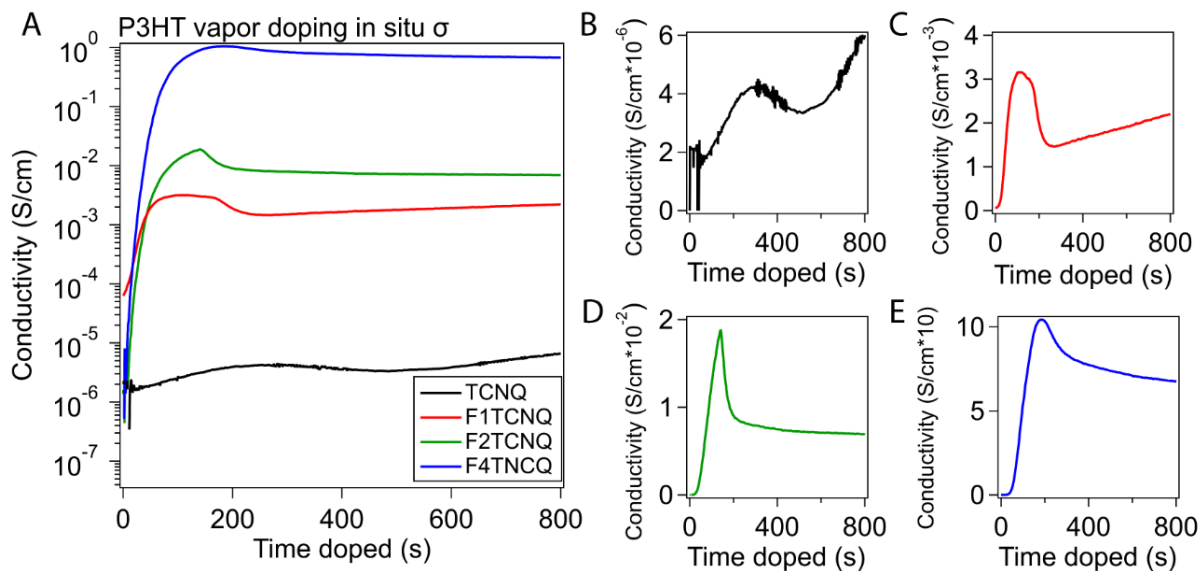 A
P3HT vapor doping in situ σ
Conductivity (S/cm)
10^0
10^-1
10^-2
10^-3
10^-4
10^-5
10^-6
10^-7
TCNQ
F1TCNQ
F2TCNQ
F4TNCQ
0 200 400 600 800
Time doped (s)
B
Conductivity (S/cm*10^-6)
6
4
2
0
0 400 800
Time doped (s)
C
Conductivity (S/cm*10^-3)
4
3
2
1
0
0 400 800
Time doped (s)
D
Conductivity (S/cm*10^-2)
2
1
0
0 400 800
Time doped (s)
E
Conductivity (S/cm*10)
10
5
0
0 400 800
Time doped (s)